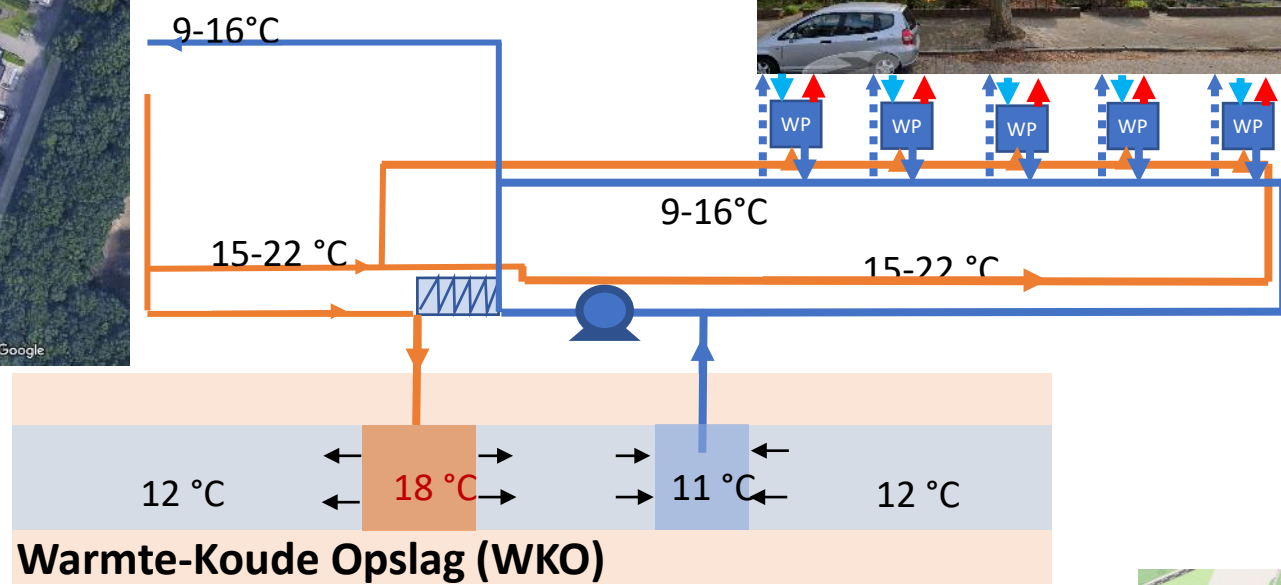 9-16°C
WP WP WP WP WP
9-16°C
15-22 °C
15-22 °C
Google
12 °C
18 °C
11 °C
12 °C
Warmte-Koude Opslag (WKO)